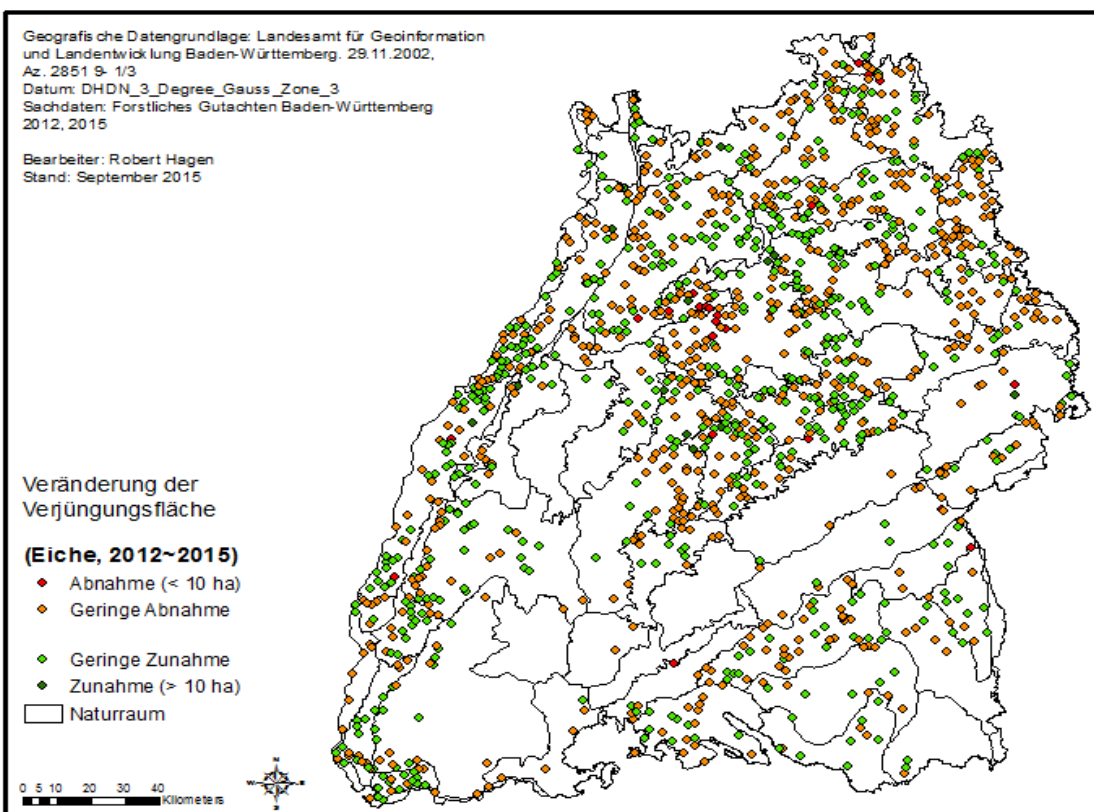 Geografische Datengrundlage: Landesamt für Geoinformation
und Landentwicklung Baden-Württemberg. 29.11.2002,
Az. 2851 9- 1/3
Datum: DHDN_3_Degree_Gauss_Zone_3
Sachdaten: Forstliches Gutachten Baden-Württemberg
2012, 2015
Bearbeiter: Robert Hagen
Stand: September 2015
Veränderung der
Verjüngungsfläche
(Eiche, 2012~2015)
Abnahme (< 10 ha)
Geringe Abnahme
Geringe Zunahme
Zunahme (> 10 ha)
Naturraum
0 5 10 20 30 40
Kilometers
N
W E
S